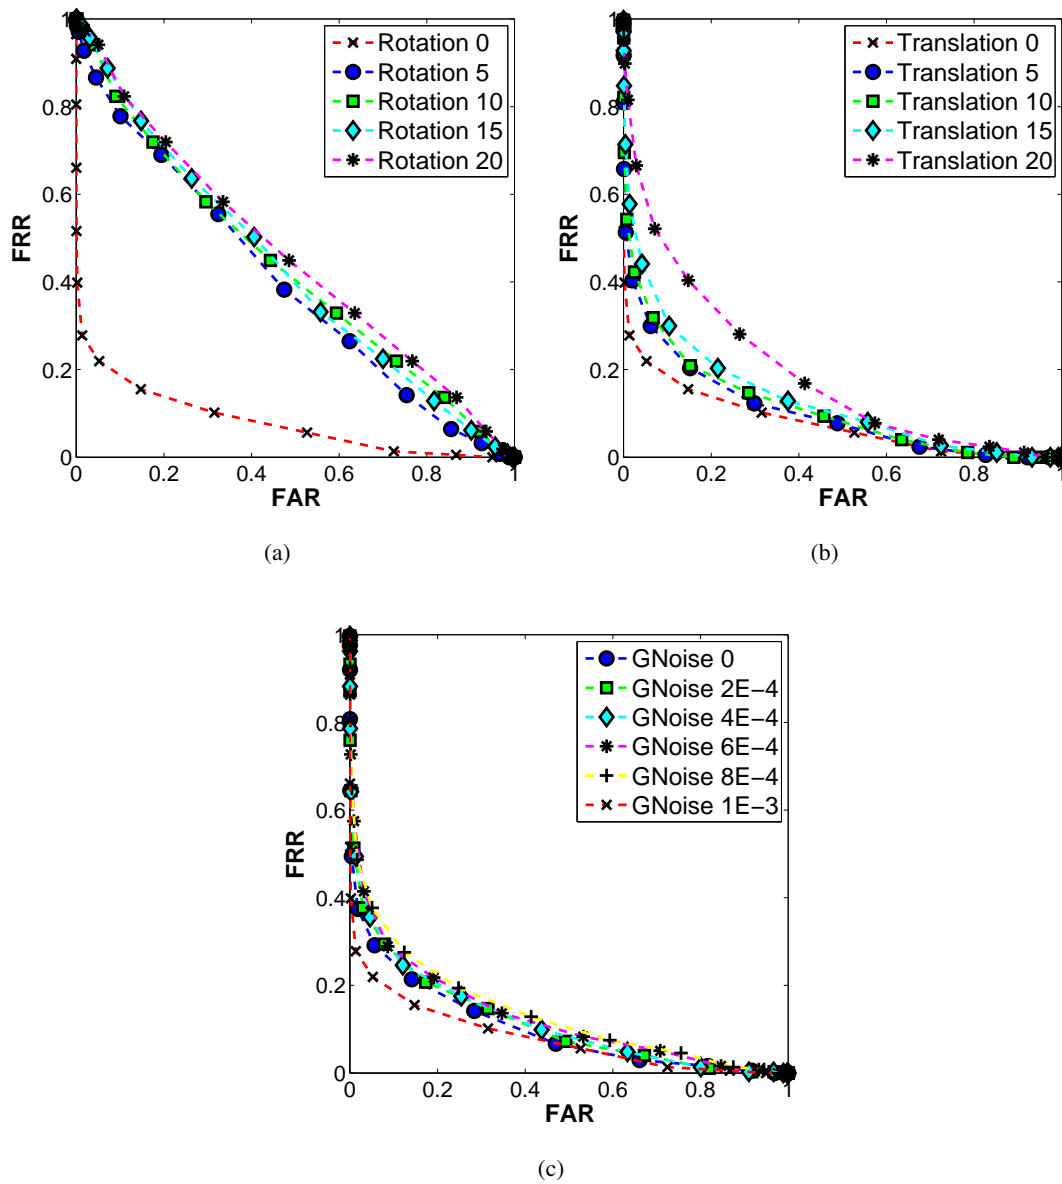 1
0.8
0.6
0.4
0.2
0
0
0.2
0.4
0.6
0.8
1
FRR
FAR
Rotation 0
Rotation 5
Rotation 10
Rotation 15
Rotation 20
(a)
1
0.8
0.6
0.4
0.2
0
0
0.2
0.4
0.6
0.8
1
FRR
FAR
Translation 0
Translation 5
Translation 10
Translation 15
Translation 20
(b)
1
0.8
0.6
0.4
0.2
0
0
0.2
0.4
0.6
0.8
1
FRR
FAR
GNoise 0
GNoise 2E−4
GNoise 4E−4
GNoise 6E−4
GNoise 8E−4
GNoise 1E−3
(c)